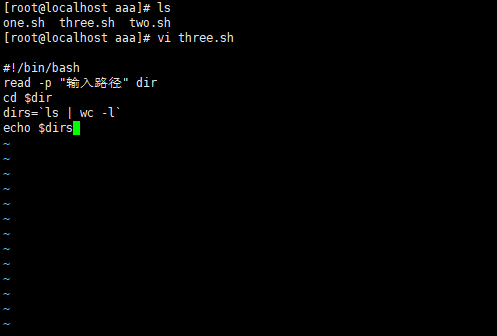 [root@localhost aaa]# ls
one.sh  three.sh  two.sh
[root@localhost aaa]# vi three.sh
#!/bin/bash
read -p "输入路径" dir
cd $dir
dirs=`ls | wc -l`
echo $dirs
~
~
~
~
~
~
~
~
~
~
~
~
~